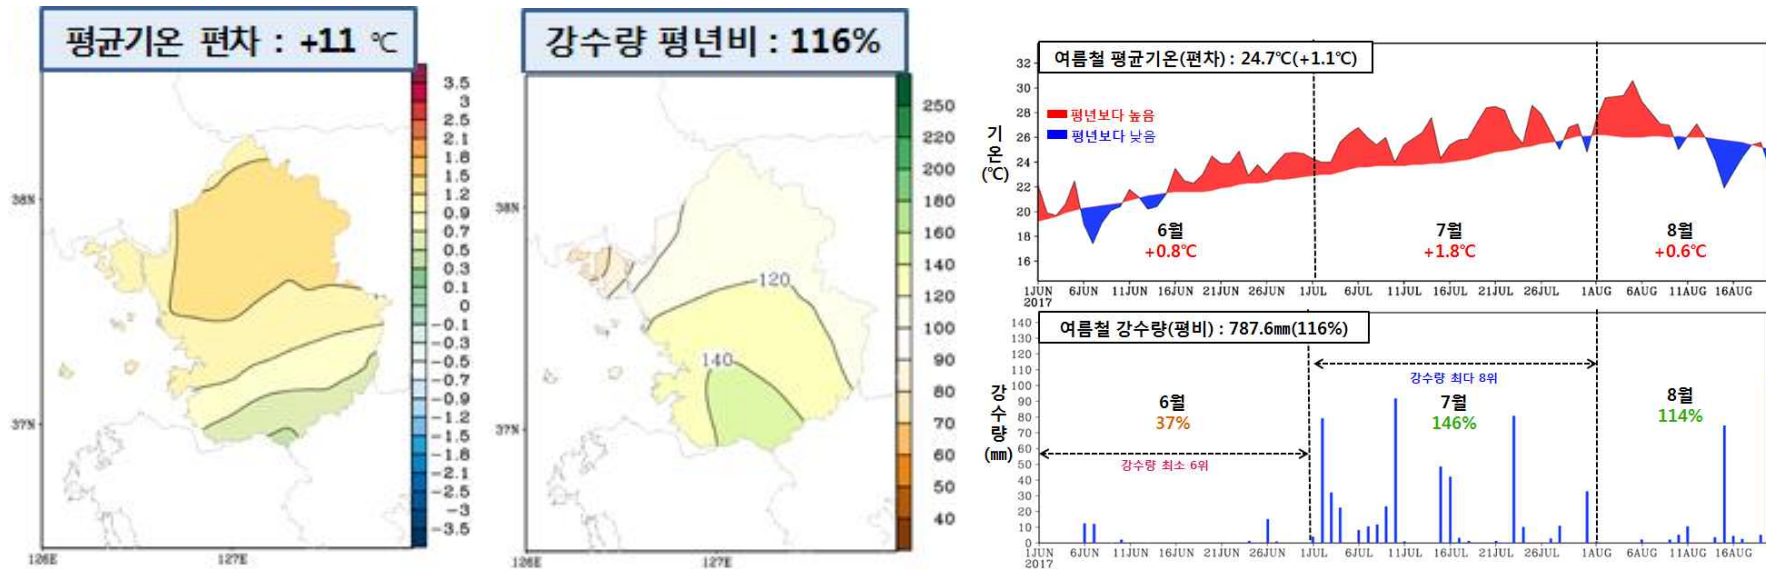 평균기온 편차 : +11 ℃
3.5
3
2.5
2.1
1.8
1.5
1.2
0.9
0.7
0.5
0.3
0.1
0
-0.1
-0.3
-0.5
-0.7
-0.9
-1.2
-1.5
-1.8
-2.1
-2.5
-3
-3.5
38N
37N
126E
127E
강수량 평년비 : 116%
250
220
200
180
160
140
120
100
90
80
70
60
50
40
120
140
38N
37N
126E
127E
여름철 평균기온(편차) : 24.7℃(+1.1℃)
평년보다 높음
평년보다 낮음
기온(℃)
32
30
28
26
24
22
20
18
16
6월
+0.8℃
7월
+1.8℃
8월
+0.6℃
1JUN 6JUN 11JUN 16JUN 21JUN 26JUN 1JUL 6JUL 11JUL 16JUL 21JUL 26JUL 1AUG 6AUG 11AUG 16AUG
2017
여름철 강수량(평비) : 787.6㎜(116%)
강수량(㎜)
140
130
120
110
100
90
80
70
60
50
40
30
20
10
0
강수량 최다 8위
6월
37%
7월
146%
8월
114%
강수량 최소 6위
1JUN 6JUN 11JUN 16JUN 21JUN 26JUN 1JUL 6JUL 11JUL 16JUL 21JUL 26JUL 1AUG 6AUG 11AUG 16AUG
2017